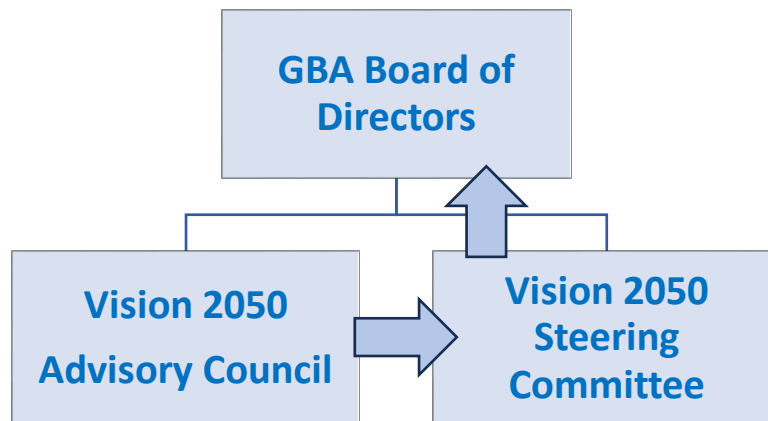 GBA Board of
Directors
Vision 2050
Advisory Council
Vision 2050
Steering
Committee